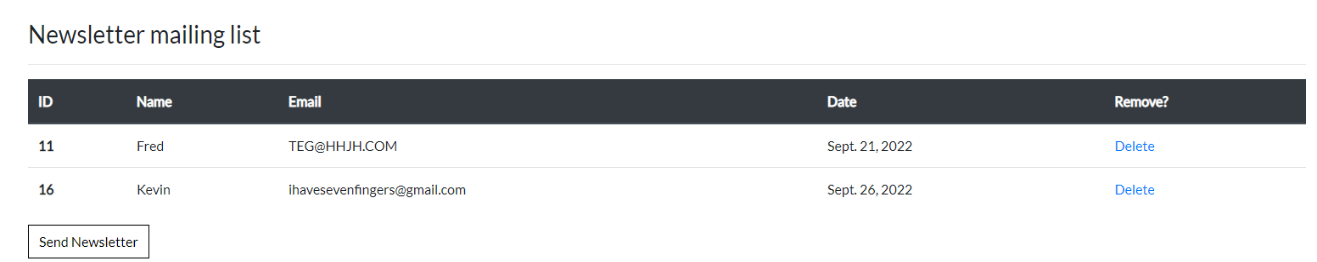 Newsletter mailing list
ID Name Email Date Remove?
11 Fred TEG@HHJH.COM Sept. 21, 2022 Delete
16 Kevin ihavesevenfingers@gmail.com Sept. 26, 2022 Delete
Send Newsletter